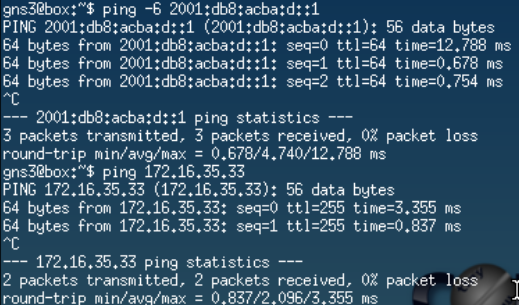 gns3@box:~$ ping -6 2001:db8:acba:d::1
PING 2001:db8:acba:d::1 (2001:db8:acba:d::1): 56 data bytes
64 bytes from 2001:db8:acba:d::1: seq=0 ttl=64 time=12.788 ms
64 bytes from 2001:db8:acba:d::1: seq=1 ttl=64 time=0.678 ms
64 bytes from 2001:db8:acba:d::1: seq=2 ttl=64 time=0.754 ms
^C
--- 2001:db8:acba:d::1 ping statistics ---
3 packets transmitted, 3 packets received, 0% packet loss
round-trip min/avg/max = 0.678/4.740/12.788 ms
gns3@box:~$ ping 172.16.35.33
PING 172.16.35.33 (172.16.35.33): 56 data bytes
64 bytes from 172.16.35.33: seq=0 ttl=255 time=3.355 ms
64 bytes from 172.16.35.33: seq=1 ttl=255 time=0.837 ms
^C
--- 172.16.35.33 ping statistics ---
2 packets transmitted, 2 packets received, 0% packet loss
round-trip min/avg/max = 0.837/2.096/3.355 ms